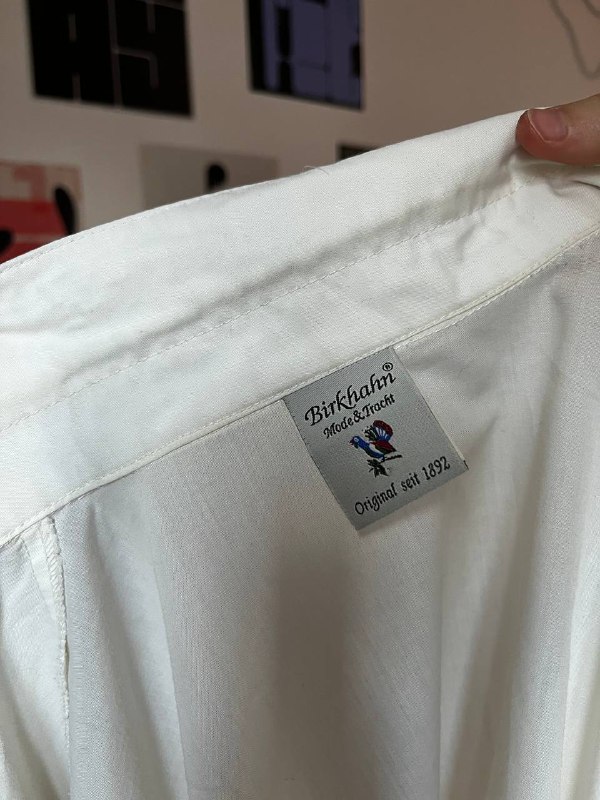 Birkhahn®
Mode & Tracht
Original seit 1892